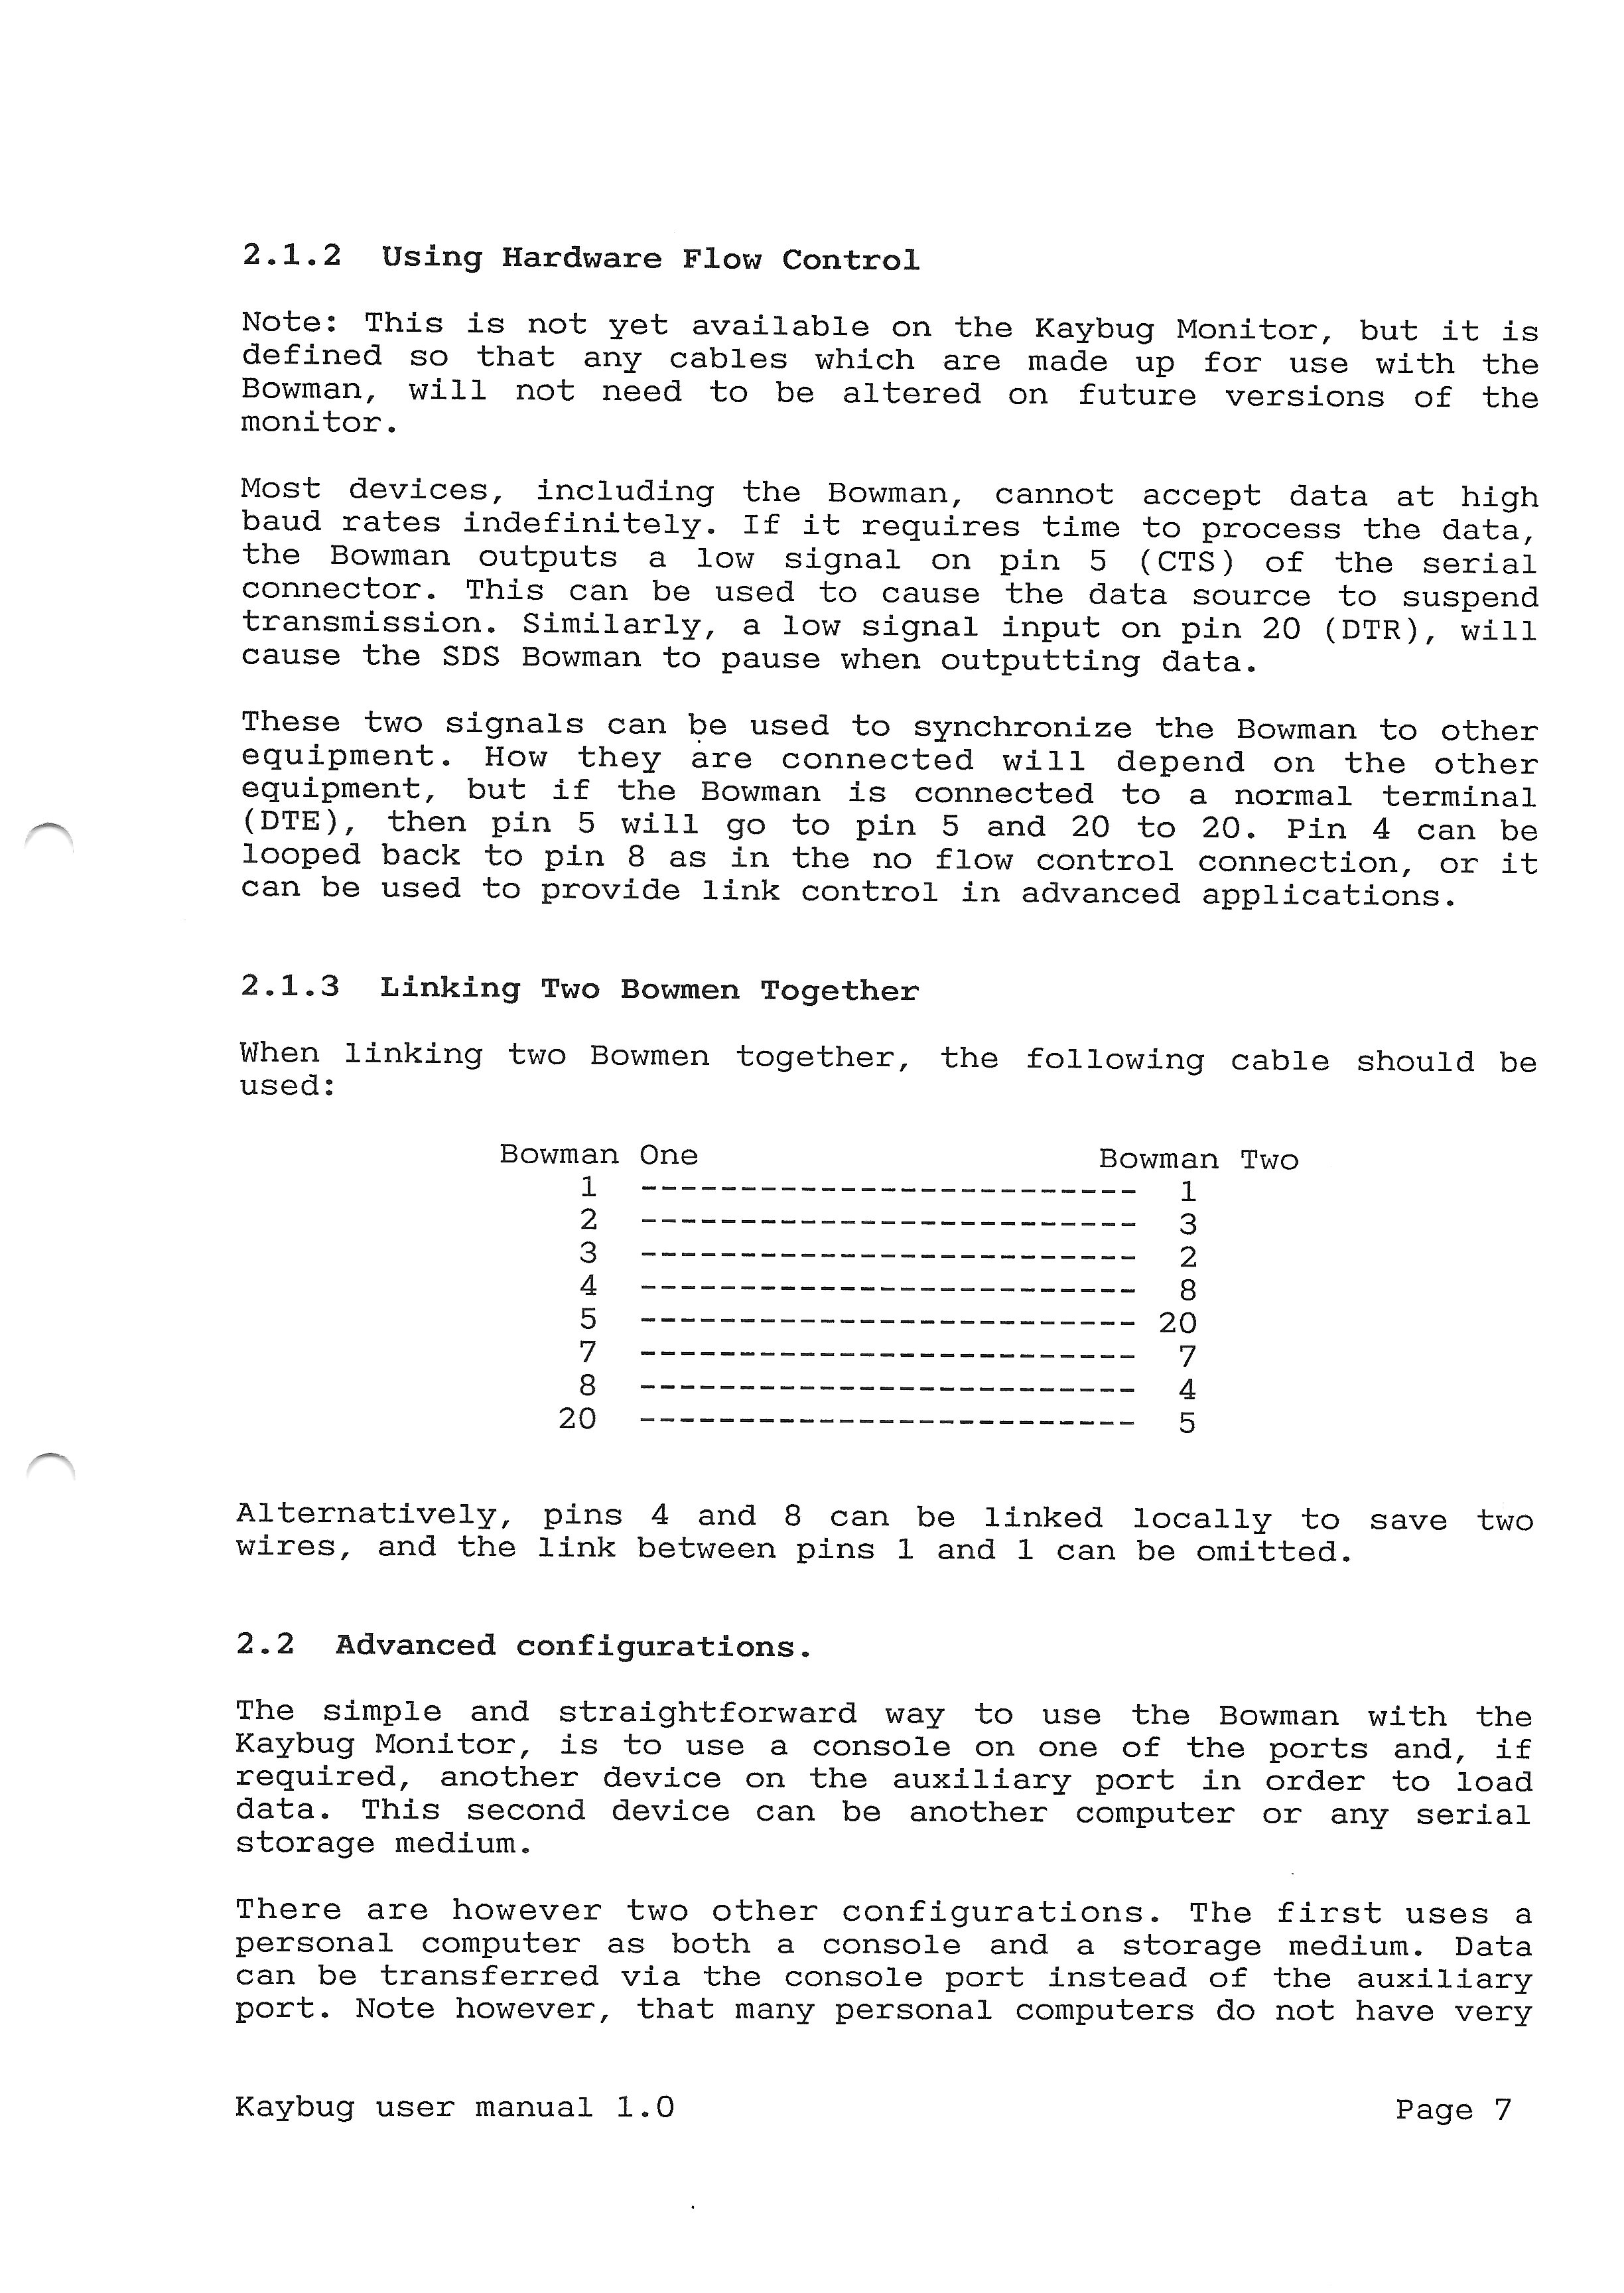 2.1.2  Using Hardware Flow Control
Note: This is not yet available on the Kaybug Monitor, but it is
defined so that any cables which are made up for use with the
Bowman, will not need to be altered on future versions of the
monitor.
Most devices, including the Bowman, cannot accept data at high
baud rates indefinitely. If it requires time to process the data,
the Bowman outputs a low signal on pin 5 (CTS) of the serial
connector. This can be used to cause the data source to suspend
transmission. Similarly, a low signal input on pin 20 (DTR), will
cause the SDS Bowman to pause when outputting data.
These two signals can be used to synchronize the Bowman to other
equipment. How they are connected will depend on the other
equipment, but if the Bowman is connected to a normal terminal
(DTE), then pin 5 will go to pin 5 and 20 to 20. Pin 4 can be
looped back to pin 8 as in the no flow control connection, or it
can be used to provide link control in advanced applications.
2.1.3  Linking Two Bowmen Together
When linking two Bowmen together, the following cable should be
used:
Bowman One                    Bowman Two
1  -------------------------  1
2  -------------------------  3
3  -------------------------  2
4  -------------------------  8
5  ------------------------- 20
7  -------------------------  7
8  -------------------------  4
20  -------------------------  5
Alternatively, pins 4 and 8 can be linked locally to save two
wires, and the link between pins 1 and 1 can be omitted.
2.2  Advanced configurations.
The simple and straightforward way to use the Bowman with the
Kaybug Monitor, is to use a console on one of the ports and, if
required, another device on the auxiliary port in order to load
data. This second device can be another computer or any serial
storage medium.
There are however two other configurations. The first uses a
personal computer as both a console and a storage medium. Data
can be transferred via the console port instead of the auxiliary
port. Note however, that many personal computers do not have very
Kaybug user manual 1.0                                    Page 7